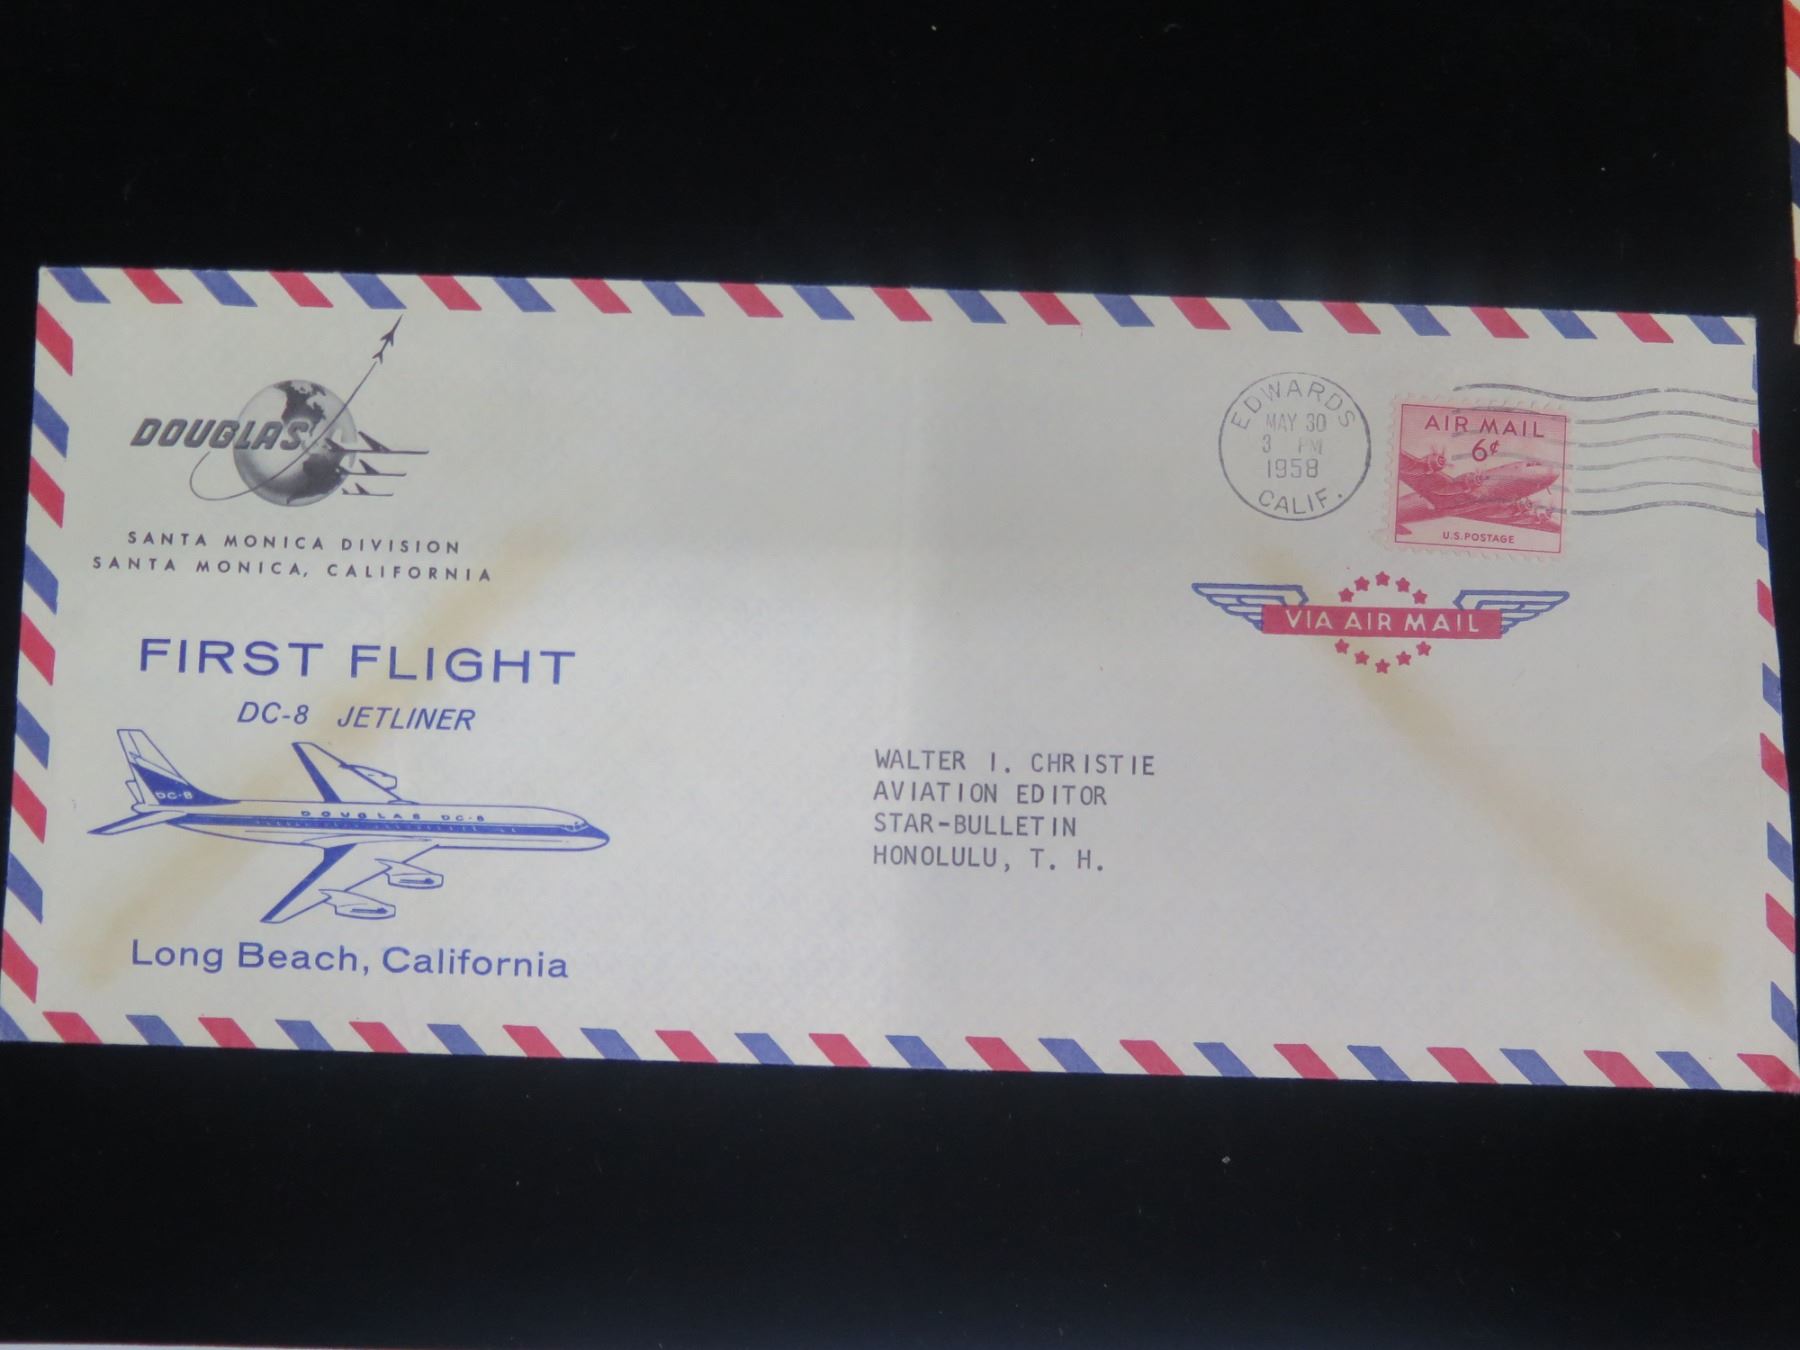 DOUGLAS
SANTA MONICA DIVISION
SANTA MONICA, CALIFORNIA
FIRST FLIGHT
DC-8 JETLINER
DC-8
DOUGLAS DC-8
Long Beach, California
EDWARDS
MAY 30
3 PM
1958
CALIF.
AIR MAIL
6¢
U.S. POSTAGE
VIA AIR MAIL
WALTER I. CHRISTIE
AVIATION EDITOR
STAR-BULLETIN
HONOLULU, T. H.